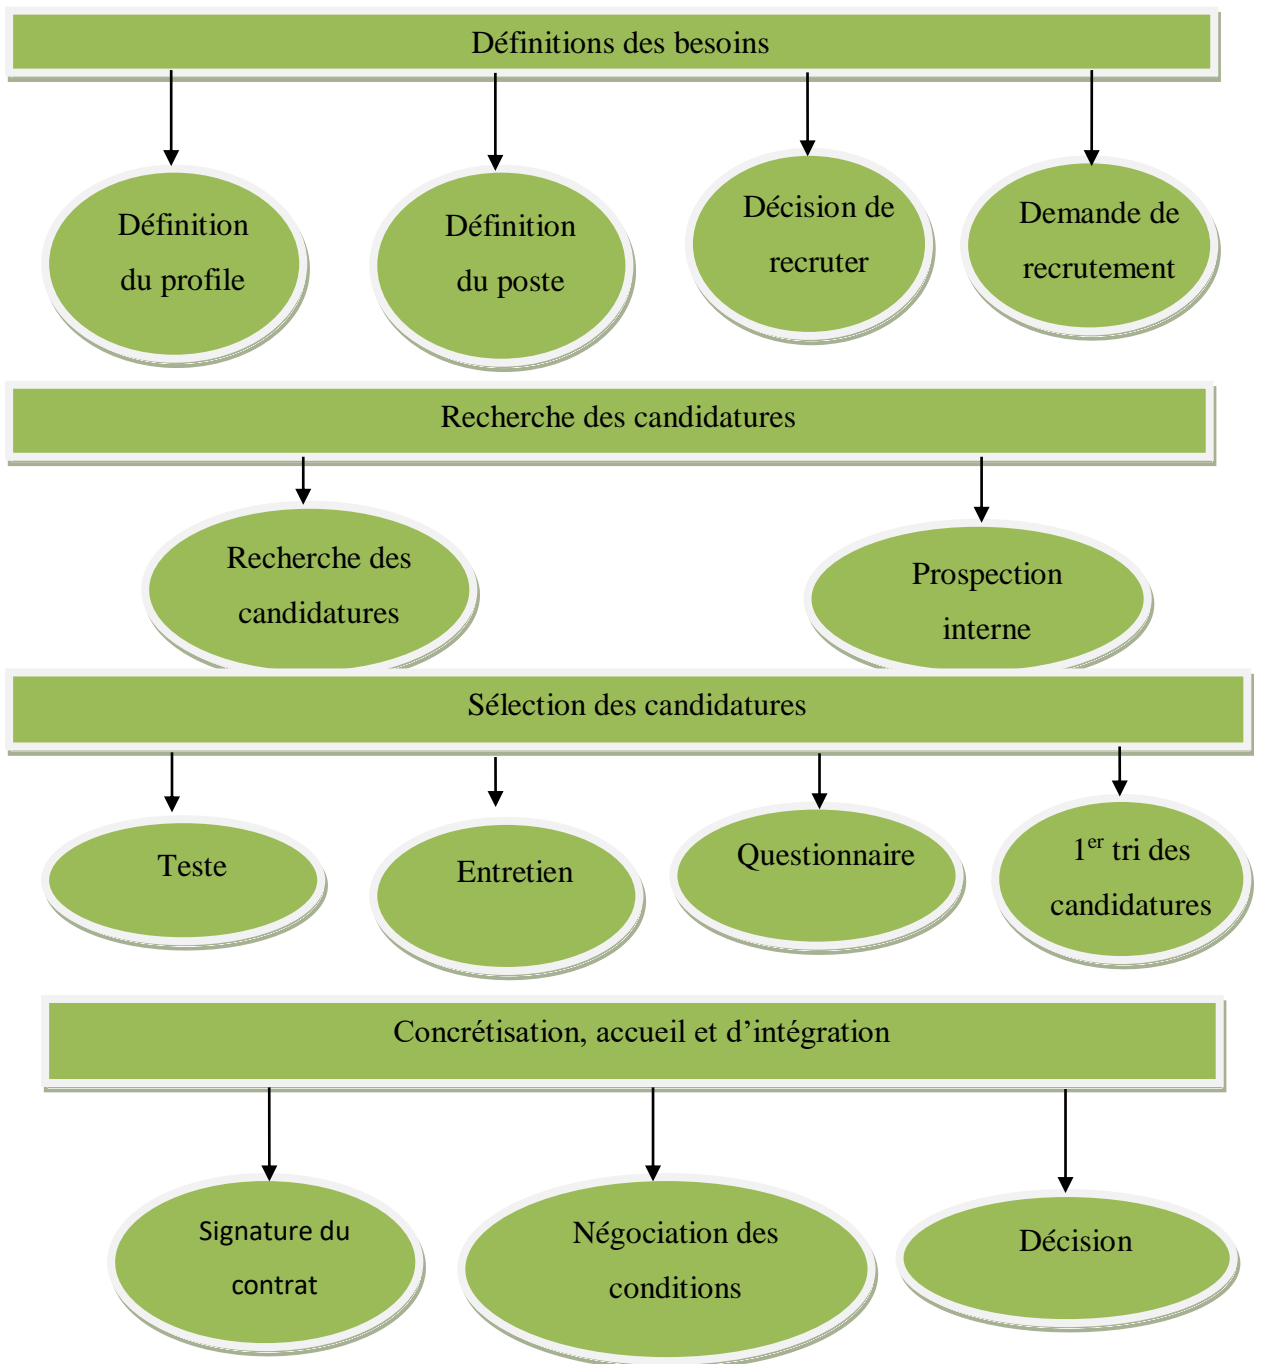 Définitions des besoins
Définition
du profile
Définition
du poste
Décision de
recruter
Demande de
recrutement
Recherche des candidatures
Recherche des
candidatures
Prospection
interne
Sélection des candidatures
Teste
Entretien
Questionnaire
1er tri des
candidatures
Concrétisation, accueil et d’intégration
Signature du
contrat
Négociation des
conditions
Décision